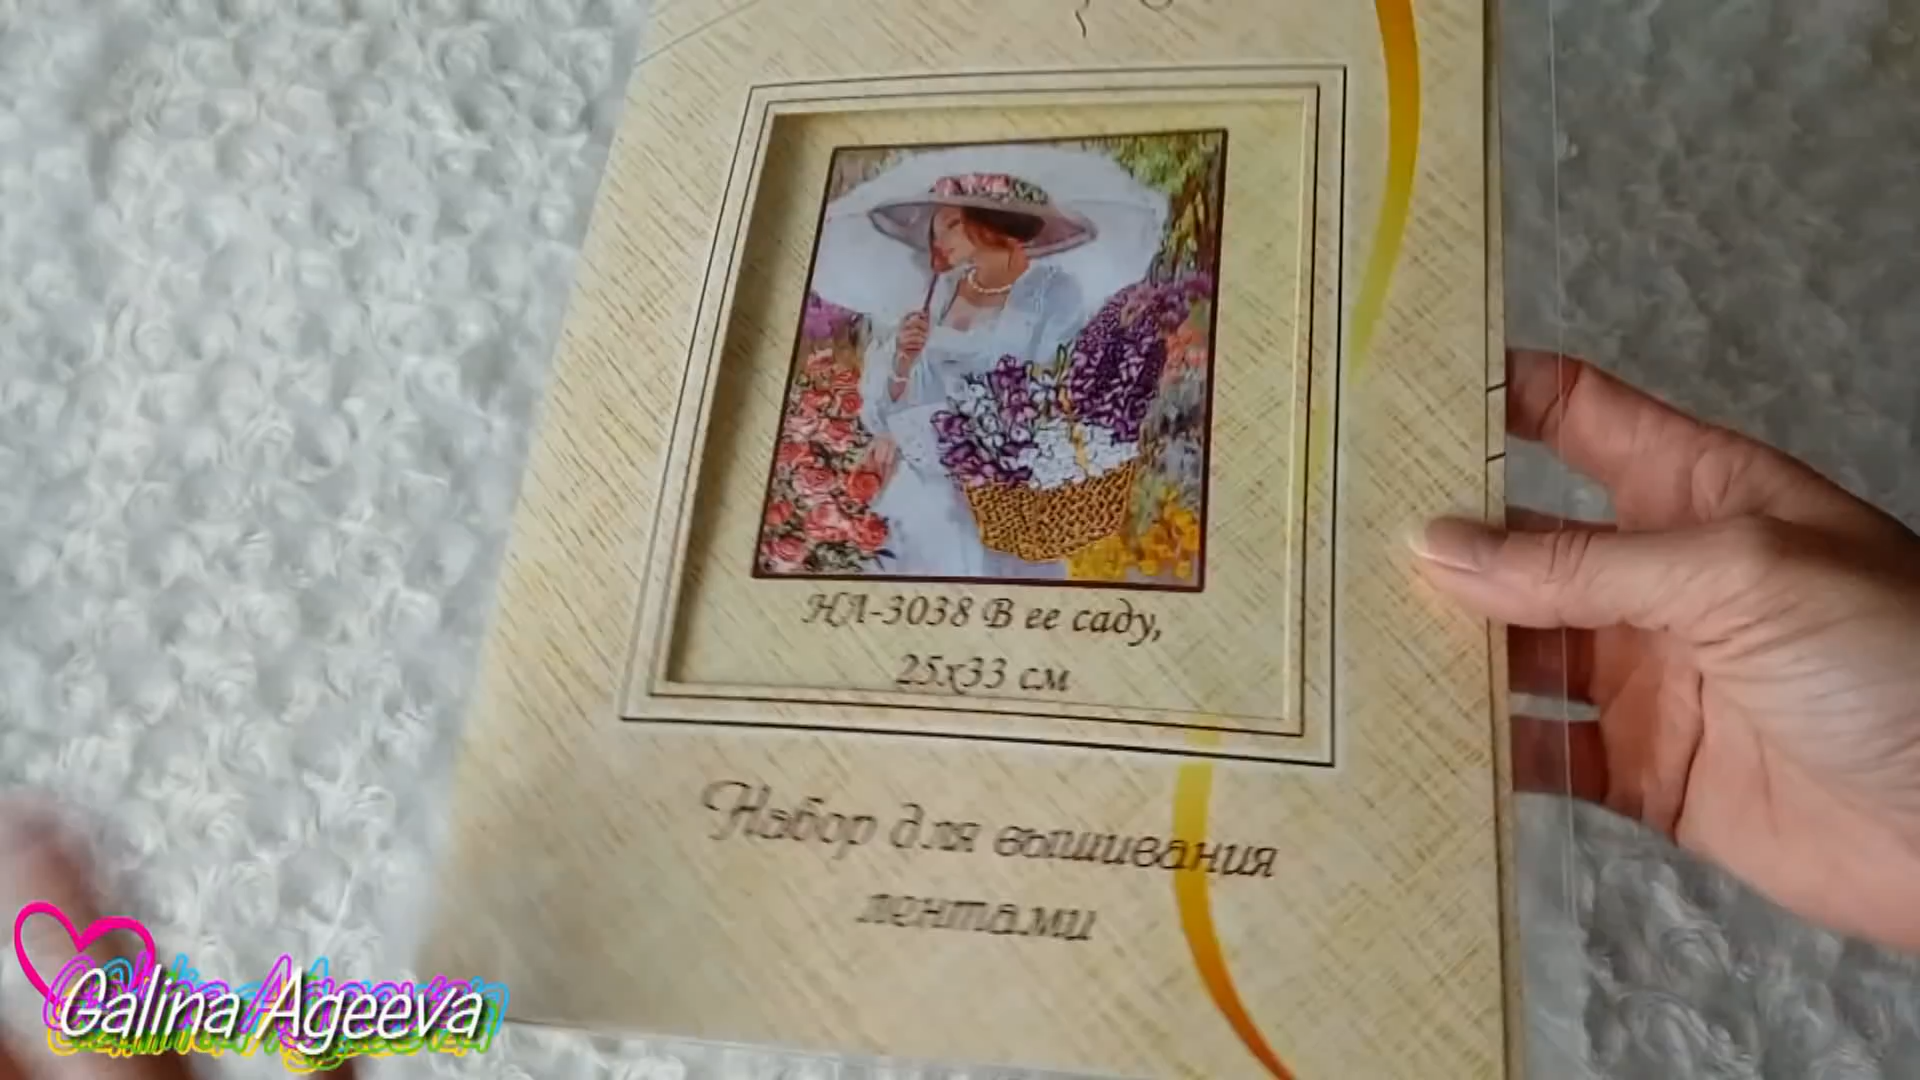 НЛ-3038 В ее саду,
25х33 см
Набор для вышивания
лентами
Galina Ageeva